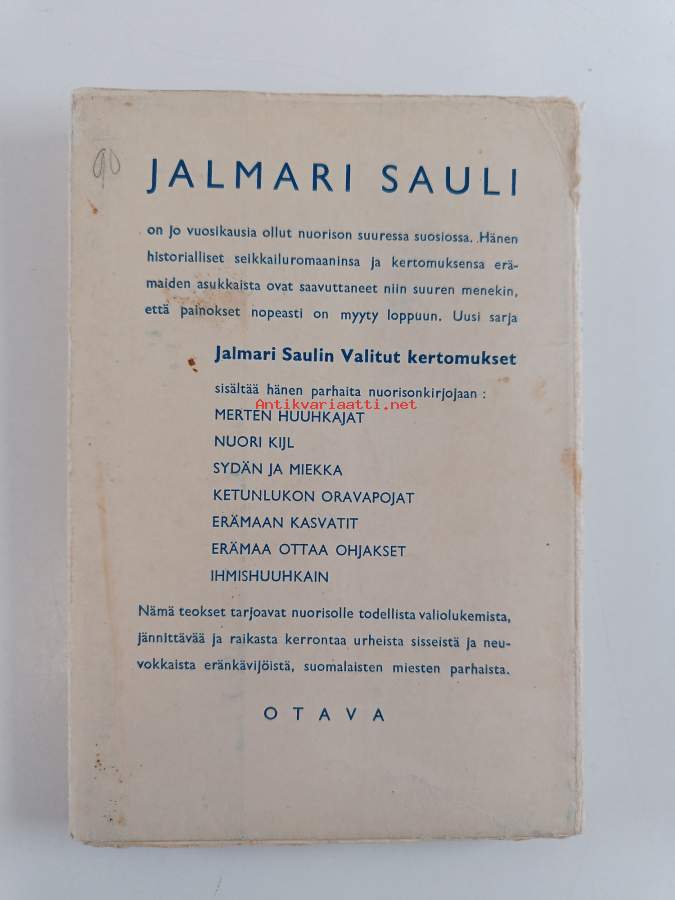 90
JALMARI SAULI
on jo vuosikausia ollut nuorison suuressa suosiossa. Hänen
historialliset seikkailuromaaninsa ja kertomuksensa erä-
maiden asukkaista ovat saavuttaneet niin suuren menekin,
että painokset nopeasti on myyty loppuun. Uusi sarja
Jalmari Saulin Valitut kertomukset
sisältää hänen parhaita nuorisonkirjojaan:
Antikvariaatti.net
MERTEN HUUHKAJAT
NUORI KIJL
SYDÄN JA MIEKKA
KETUNLUKON ORAVAPOJAT
ERÄMAAN KASVATIT
ERÄMAA OTTAA OHJAKSET
IHMISHUUHKAIN
Nämä teokset tarjoavat nuorisolle todellista valiolukemista,
jännittävää ja raikasta kerrontaa urheista sisseistä ja neu-
vokkaista eränkävijöistä, suomalaisten miesten parhaista.
OTAVA